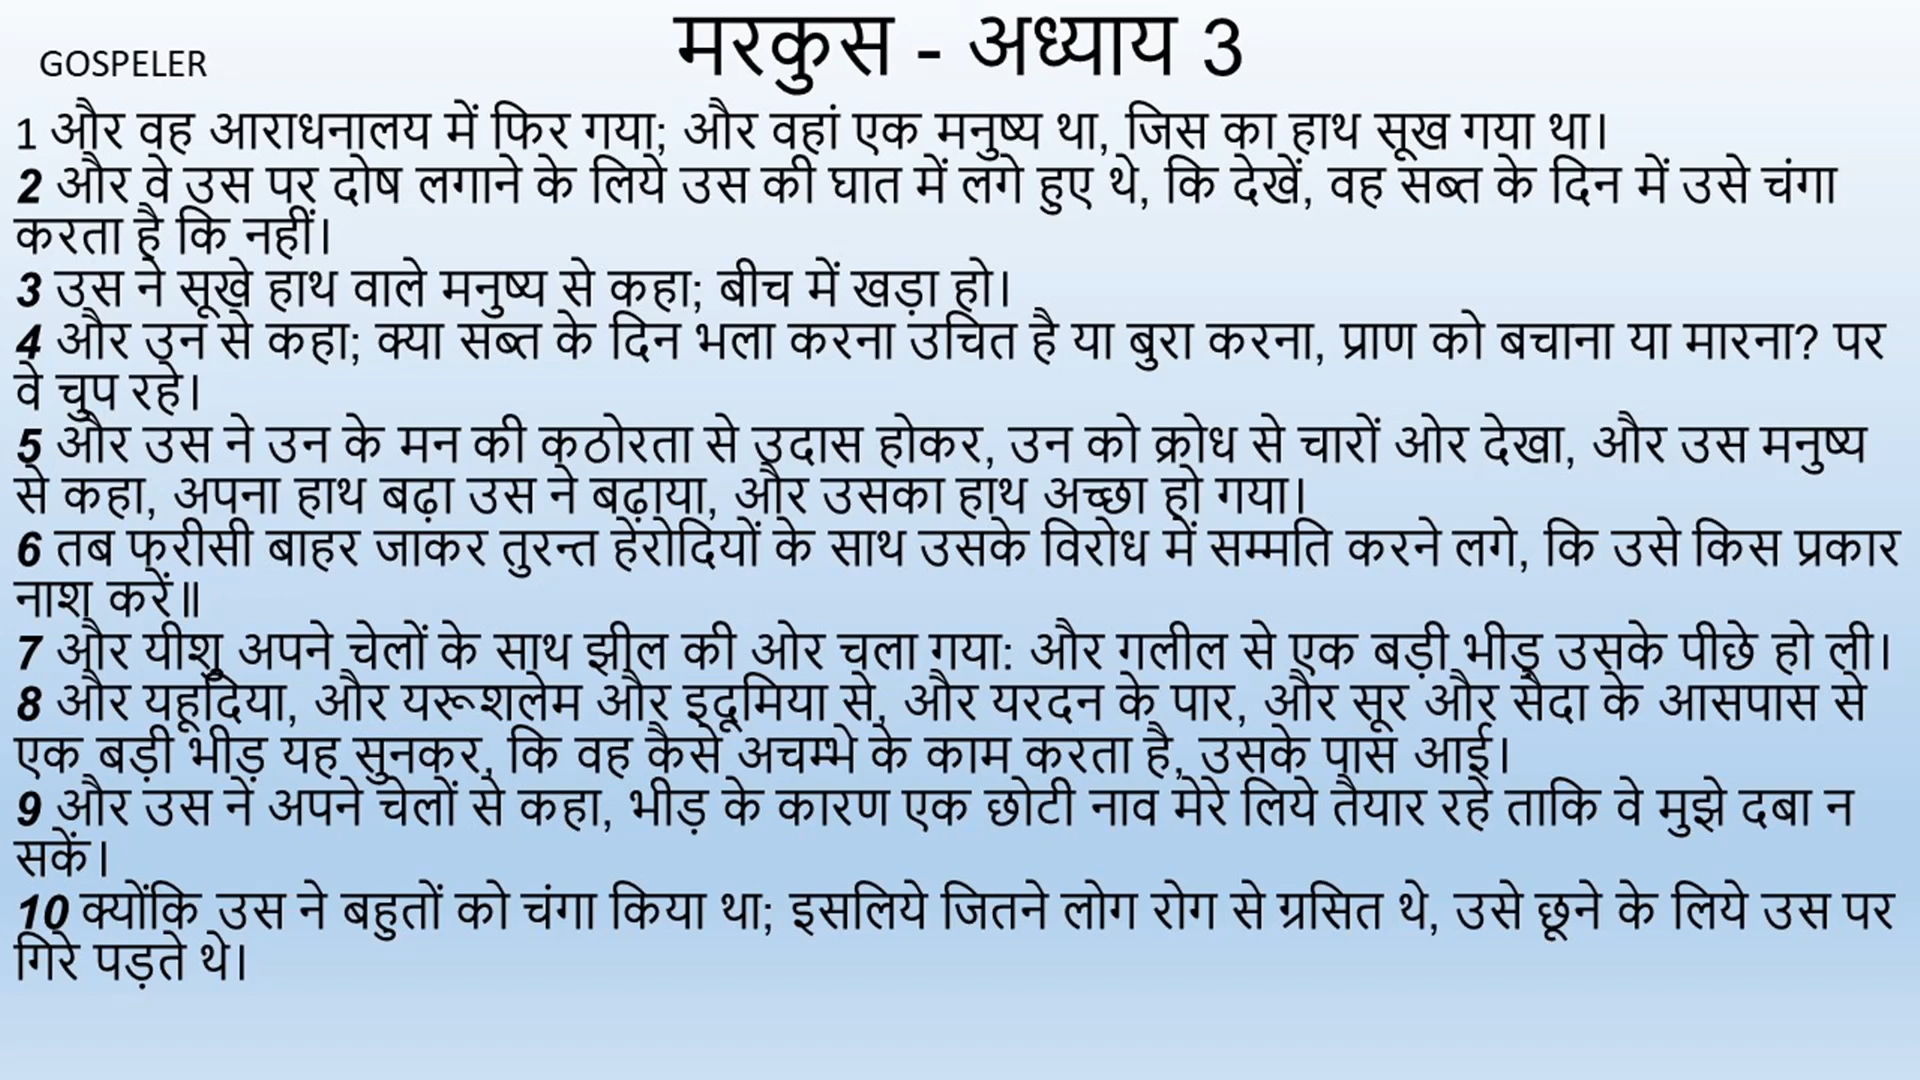 GOSPELER
मरकुस - अध्याय 3
1 और वह आराधनालय में फिर गया; और वहां एक मनुष्य था, जिस का हाथ सूख गया था।
2 और वे उस पर दोष लगाने के लिये उस की घात में लगे हुए थे, कि देखें, वह सब्त के दिन में उसे चंगा
करता है कि नहीं।
3 उस ने सूखे हाथ वाले मनुष्य से कहा; बीच में खड़ा हो।
4 और उन से कहा; क्या सब्त के दिन भला करना उचित है या बुरा करना, प्राण को बचाना या मारना? पर
वे चुप रहे।
5 और उस ने उन के मन की कठोरता से उदास होकर, उन को क्रोध से चारों ओर देखा, और उस मनुष्य
से कहा, अपना हाथ बढ़ा उस ने बढ़ाया, और उसका हाथ अच्छा हो गया।
6 तब फरीसी बाहर जाकर तुरन्त हेरोदियों के साथ उसके विरोध में सम्मति करने लगे, कि उसे किस प्रकार
नाश करें॥
7 और यीशु अपने चेलों के साथ झील की ओर चला गया: और गलील से एक बड़ी भीड़ उसके पीछे हो ली।
8 और यहूदिया, और यरूशलेम और इदूमिया से, और यरदन के पार, और सूर और सैदा के आसपास से
एक बड़ी भीड़ यह सुनकर, कि वह कैसे अचम्भे के काम करता है, उसके पास आई।
9 और उस ने अपने चेलों से कहा, भीड़ के कारण एक छोटी नाव मेरे लिये तैयार रहे ताकि वे मुझे दबा न
सकें।
10 क्योंकि उस ने बहुतों को चंगा किया था; इसलिये जितने लोग रोग से ग्रसित थे, उसे छूने के लिये उस पर
गिरे पड़ते थे।